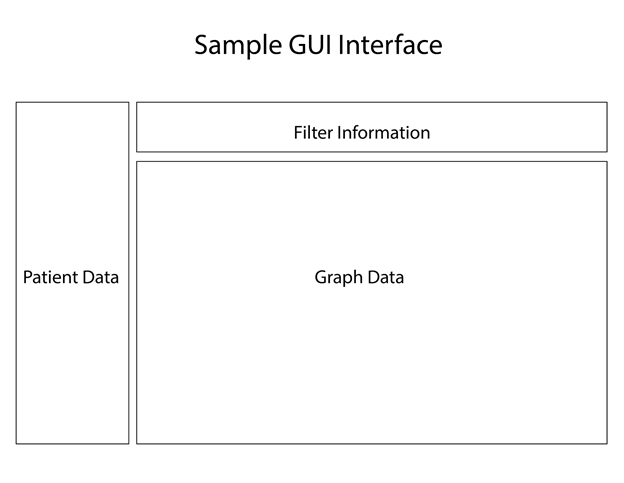 Sample GUI Interface
Filter Information
Patient Data
Graph Data